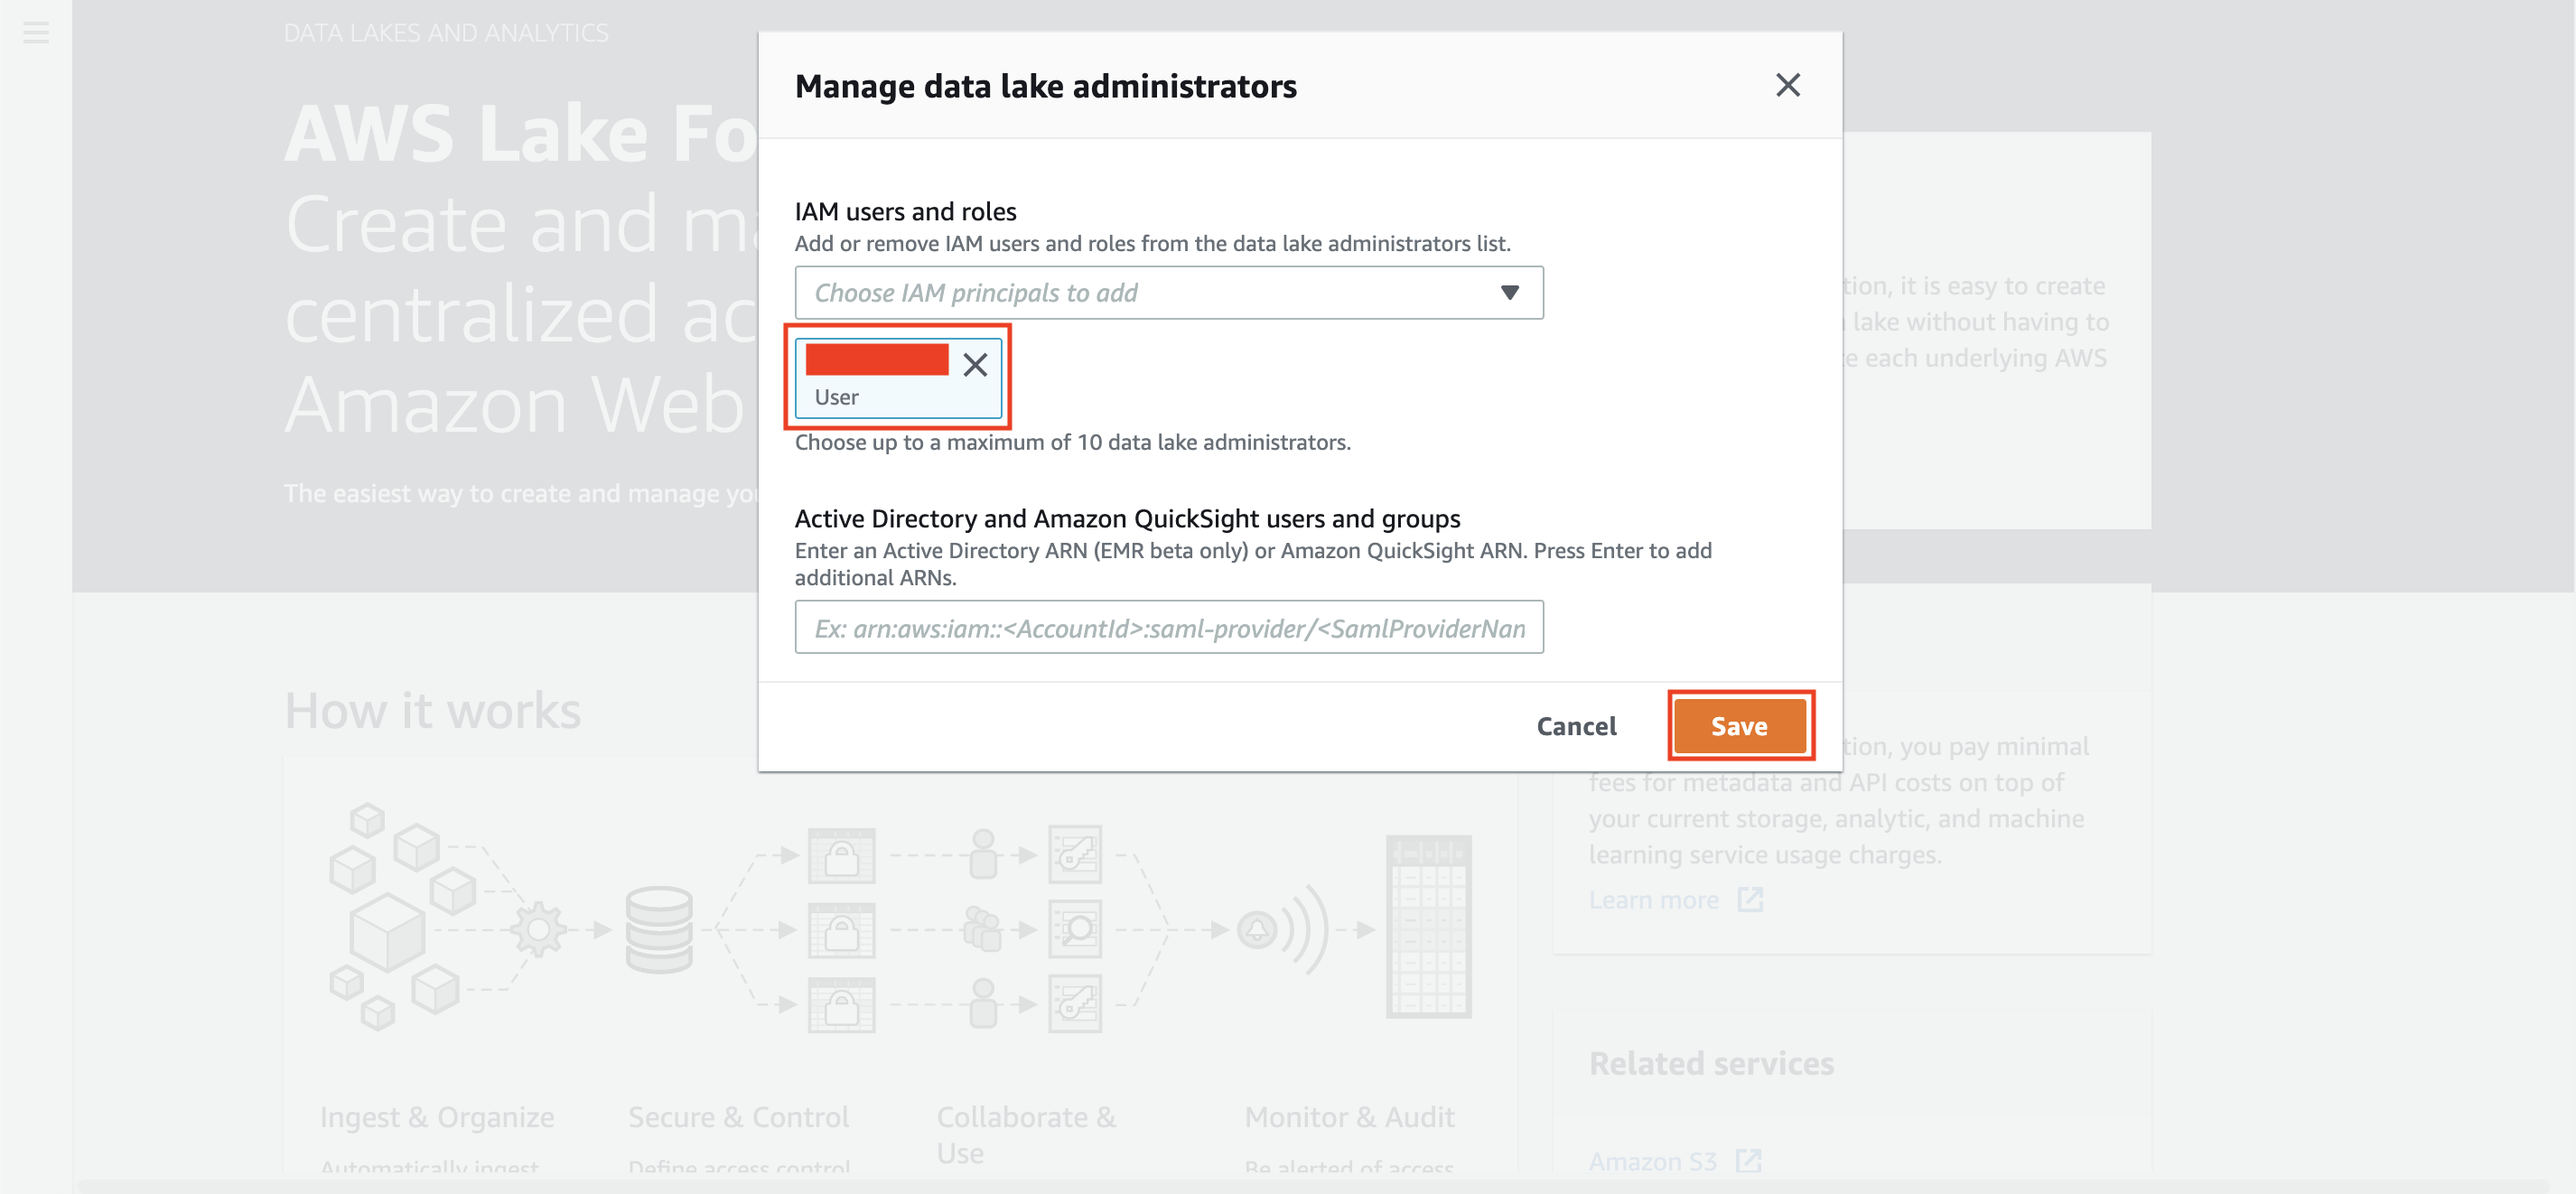 DATA LAKES AND ANALYTICS
AWS Lake Fo
Create and ma
centralized ac
Amazon Web
The easiest way to create and manage you
Manage data lake administrators
IAM users and roles
Add or remove IAM users and roles from the data lake administrators list.
Choose IAM principals to add
User
Choose up to a maximum of 10 data lake administrators.
Active Directory and Amazon QuickSight users and groups
Enter an Active Directory ARN (EMR beta only) or Amazon QuickSight ARN. Press Enter to add
additional ARNs.
Ex: arn:aws:iam::<AccountId>:saml-provider/<SamlProviderNan
Cancel
Save
tion, it is easy to create
lake without having to
e each underlying AWS
tion, you pay minimal
fees for metadata and API costs on top of
your current storage, analytic, and machine
learning service usage charges.
Learn more
How it works
Ingest & Organize
Automatically ingest
Secure & Control
Define access control
Collaborate &
Use
Monitor & Audit
Be alerted of access
Related services
Amazon S3